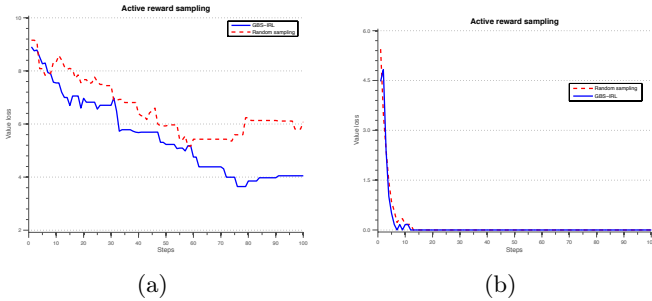 Active reward sampling
GBS-IRL
Random sampling
Value loss
10
8
6
4
2
0
10
20
30
40
50
60
70
80
90
100
Steps
(a)
Active reward sampling
Random sampling
GBS-IRL
Value loss
6.0
4.5
3.0
1.5
0.0
0
10
20
30
40
50
60
70
80
90
100
Steps
(b)